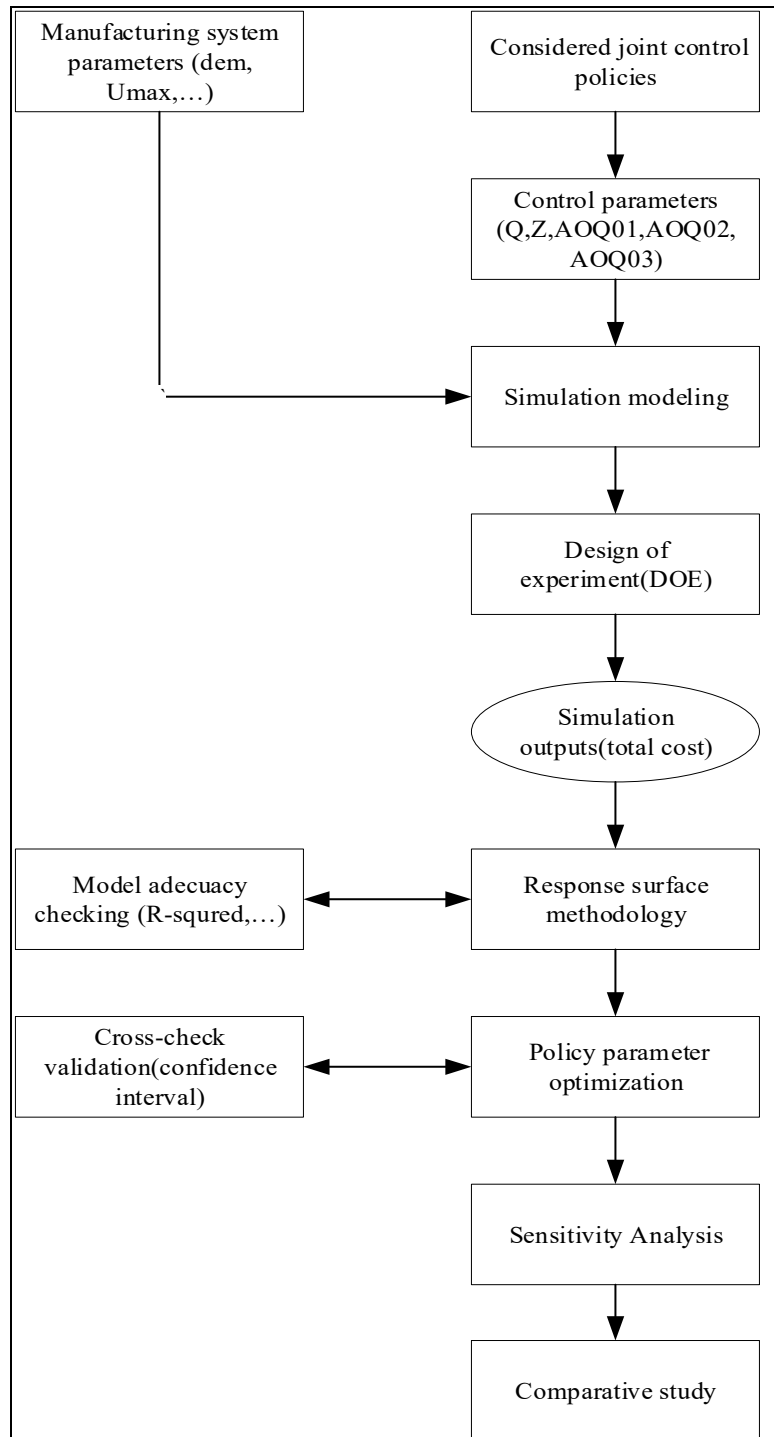 Manufacturing system
parameters (dem,
Umax,…)
Considered joint control
policies
Control parameters
(Q,Z,AOQ01,AOQ02,
AOQ03)
Simulation modeling
Design of
experiment(DOE)
Simulation
outputs(total cost)
Model adecuacy
checking (R-squred,…)
Response surface
methodology
Cross-check
validation(confidence
interval)
Policy parameter
optimization
Sensitivity Analysis
Comparative study